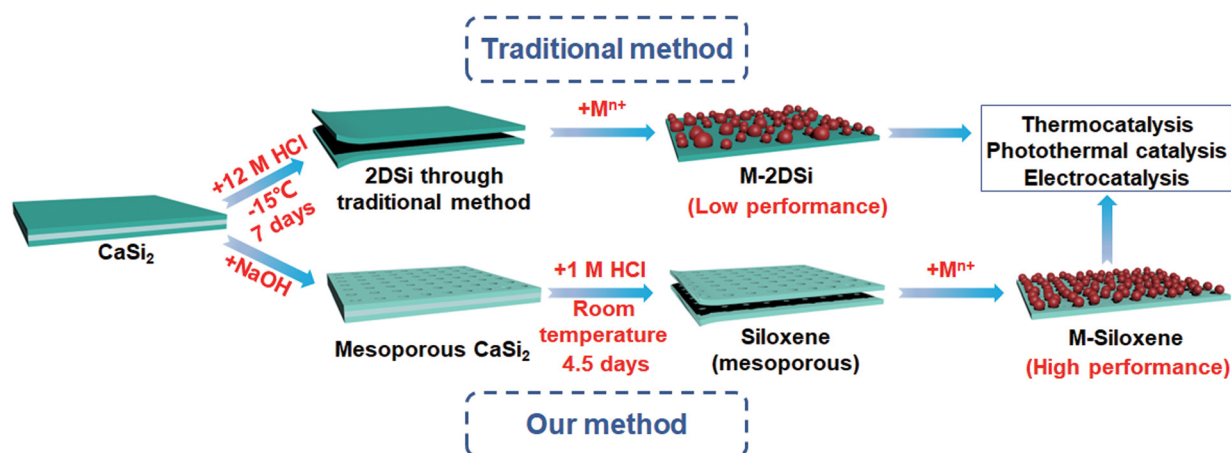 Traditional method
+12 M HCl
-15℃
7 days
2DSi through
traditional method
+Mⁿ⁺
M-2DSi
(Low performance)
Thermocatalysis
Photothermal catalysis
Electrocatalysis
CaSi₂
+NaOH
Mesoporous CaSi₂
+1 M HCl
Room
temperature
4.5 days
Siloxene
(mesoporous)
+Mⁿ⁺
M-Siloxene
(High performance)
Our method